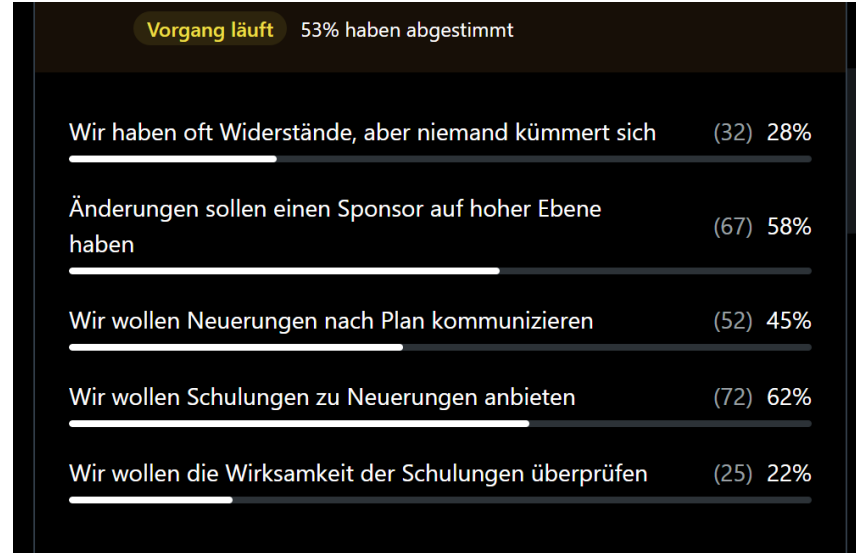 Vorgang läuft 53% haben abgestimmt
Wir haben oft Widerstände, aber niemand kümmert sich (32) 28%
Änderungen sollen einen Sponsor auf hoher Ebene
haben (67) 58%
Wir wollen Neuerungen nach Plan kommunizieren (52) 45%
Wir wollen Schulungen zu Neuerungen anbieten (72) 62%
Wir wollen die Wirksamkeit der Schulungen überprüfen (25) 22%